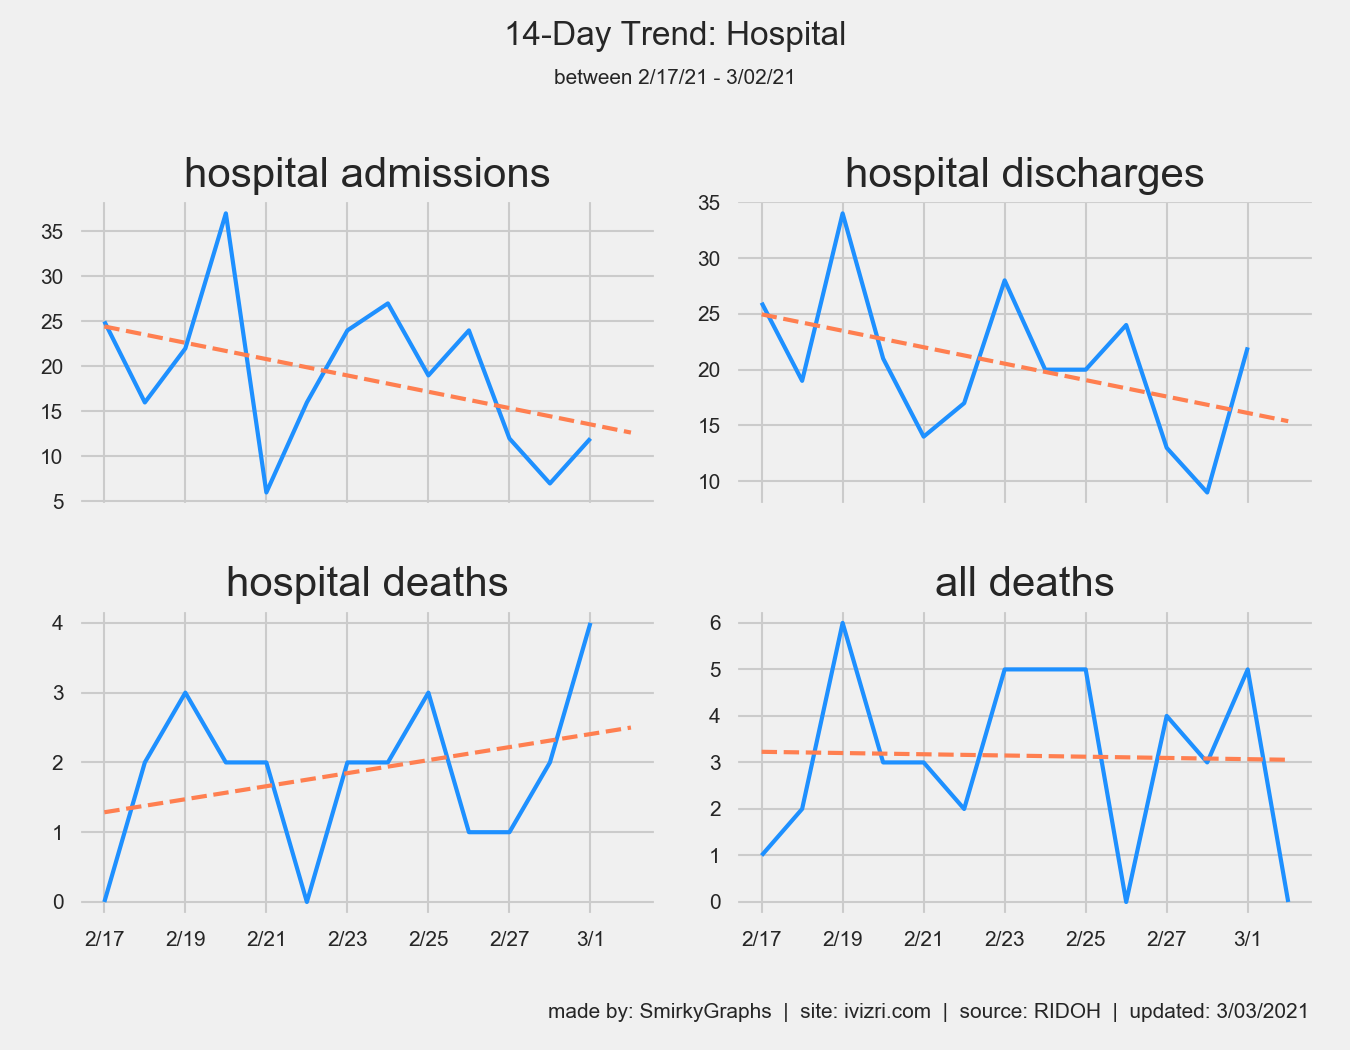 14-Day Trend: Hospital
between 2/17/21 - 3/02/21
hospital admissions
35
30
25
20
15
10
5
hospital discharges
35
30
25
20
15
10
hospital deaths
4
3
2
1
0
2/17 2/19 2/21 2/23 2/25 2/27 3/1
all deaths
6
5
4
3
2
1
0
2/17 2/19 2/21 2/23 2/25 2/27 3/1
made by: SmirkyGraphs | site: ivizri.com | source: RIDOH | updated: 3/03/2021